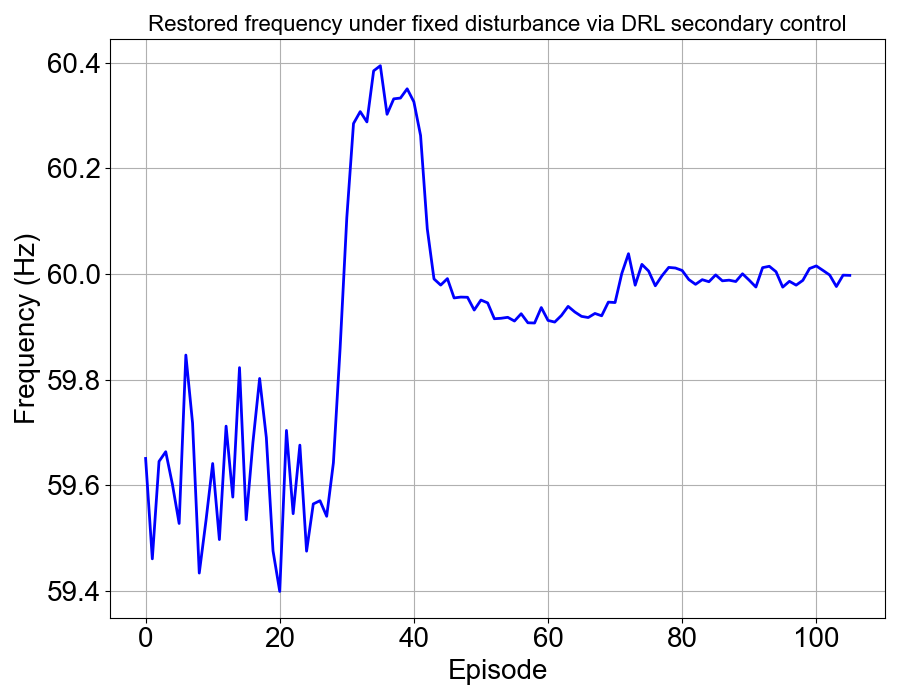 Restored frequency under fixed disturbance via DRL secondary control
60.4
60.2
60.0
59.8
59.6
59.4
Frequency (Hz)
0 20 40 60 80 100
Episode